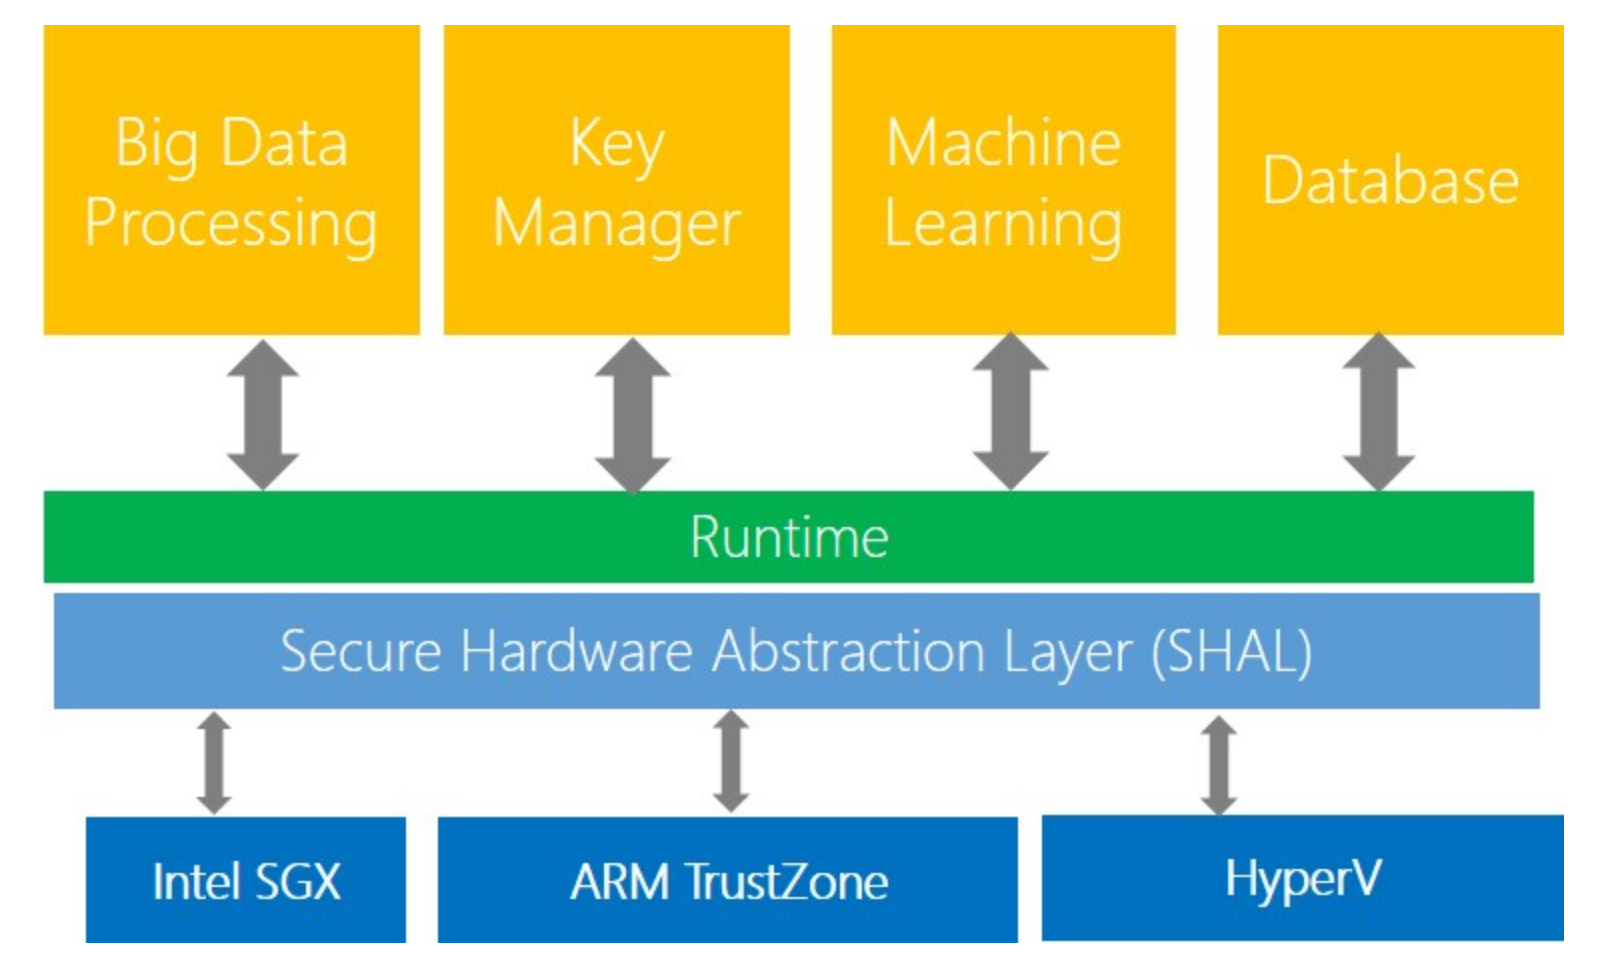 Big Data
Processing
Key
Manager
Machine
Learning
Database
Runtime
Secure Hardware Abstraction Layer (SHAL)
Intel SGX
ARM TrustZone
HyperV